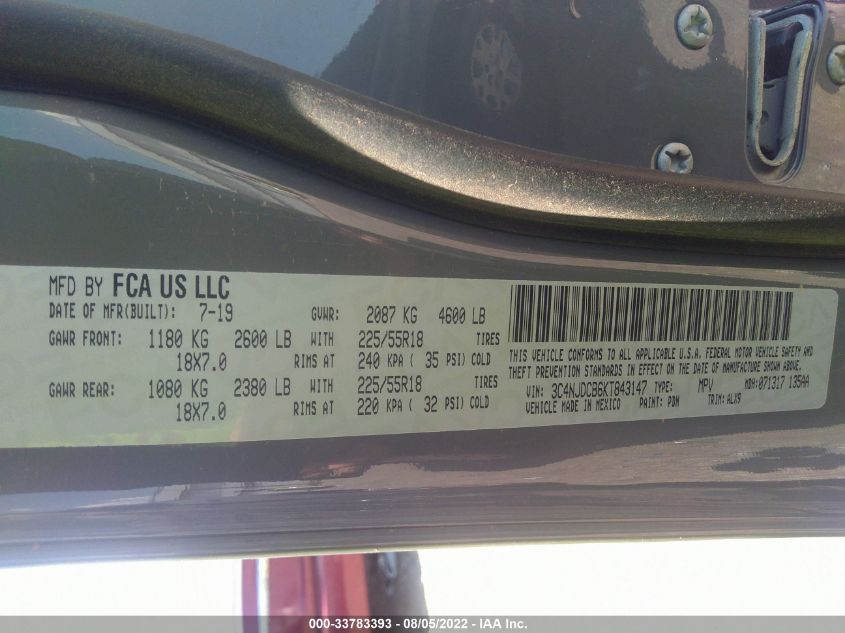 MFD BY FCA US LLC
DATE OF MFR(BUILT): 7-19 GVWR: 2087 KG 4600 LB
GAWR FRONT: 1180 KG 2600 LB WITH 225/55R18 TIRES
18X7.0 RIMS AT 240 KPA ( 35 PSI) COLD
GAWR REAR: 1080 KG 2380 LB WITH 225/55R18 TIRES
18X7.0 RIMS AT 220 KPA ( 32 PSI) COLD
THIS VEHICLE CONFORMS TO ALL APPLICABLE U.S.A. FEDERAL MOTOR VEHICLE SAFETY AND
THEFT PREVENTION STANDARDS IN EFFECT ON THE DATE OF MANUFACTURE SHOWN ABOVE.
VIN: 3C4NJDCB6KT843147 TYPE: MPV MDH: 071317 135AA
VEHICLE MADE IN MEXICO PAINT: PDN TRIM: ALX9
000-33783393 - 08/05/2022 - IAA Inc.